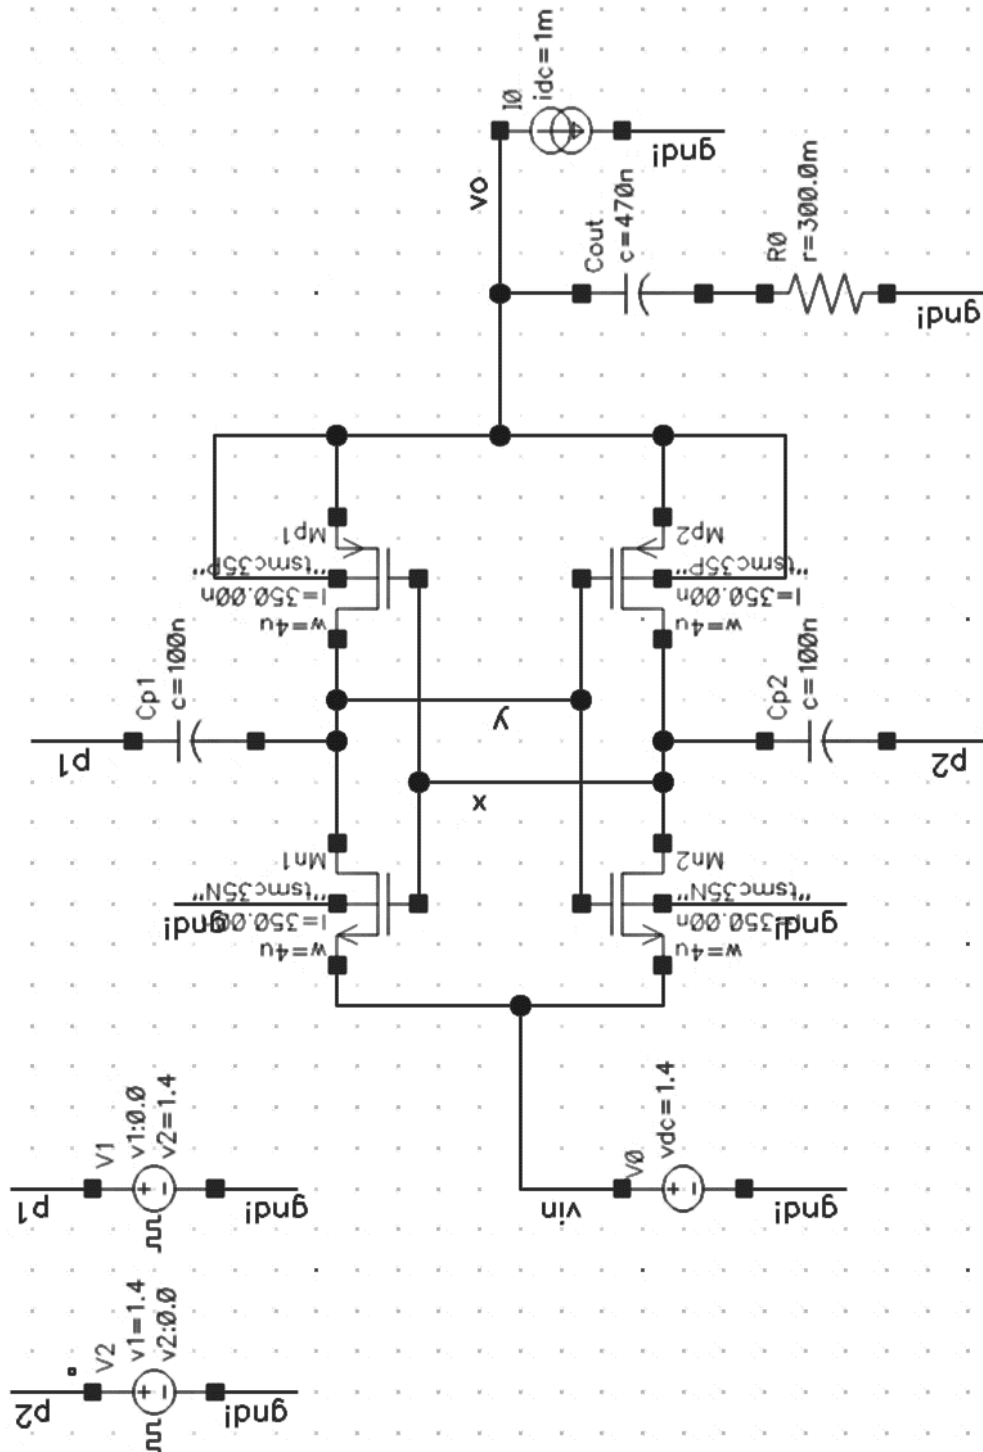 I0
idc=1m
gnd!
vo
Cout
c=470n
R0
r=300.0m
gnd!
Mp1
"tsmc35P"
l=350.00n
w=4u
Mp2
"tsmc35P"
l=350.00n
w=4u
Cp1
c=100n
p1
y
x
Cp2
c=100n
p2
Mn1
"tsmc35N"
l=350.00n
w=4u
gnd!
Mn2
"tsmc35N"
l=350.00n
w=4u
gnd!
V1
v1:0.0
v2=1.4
p1
gnd!
vin
V0
vdc=1.4
gnd!
V2
v1=1.4
v2:0.0
p2
gnd!